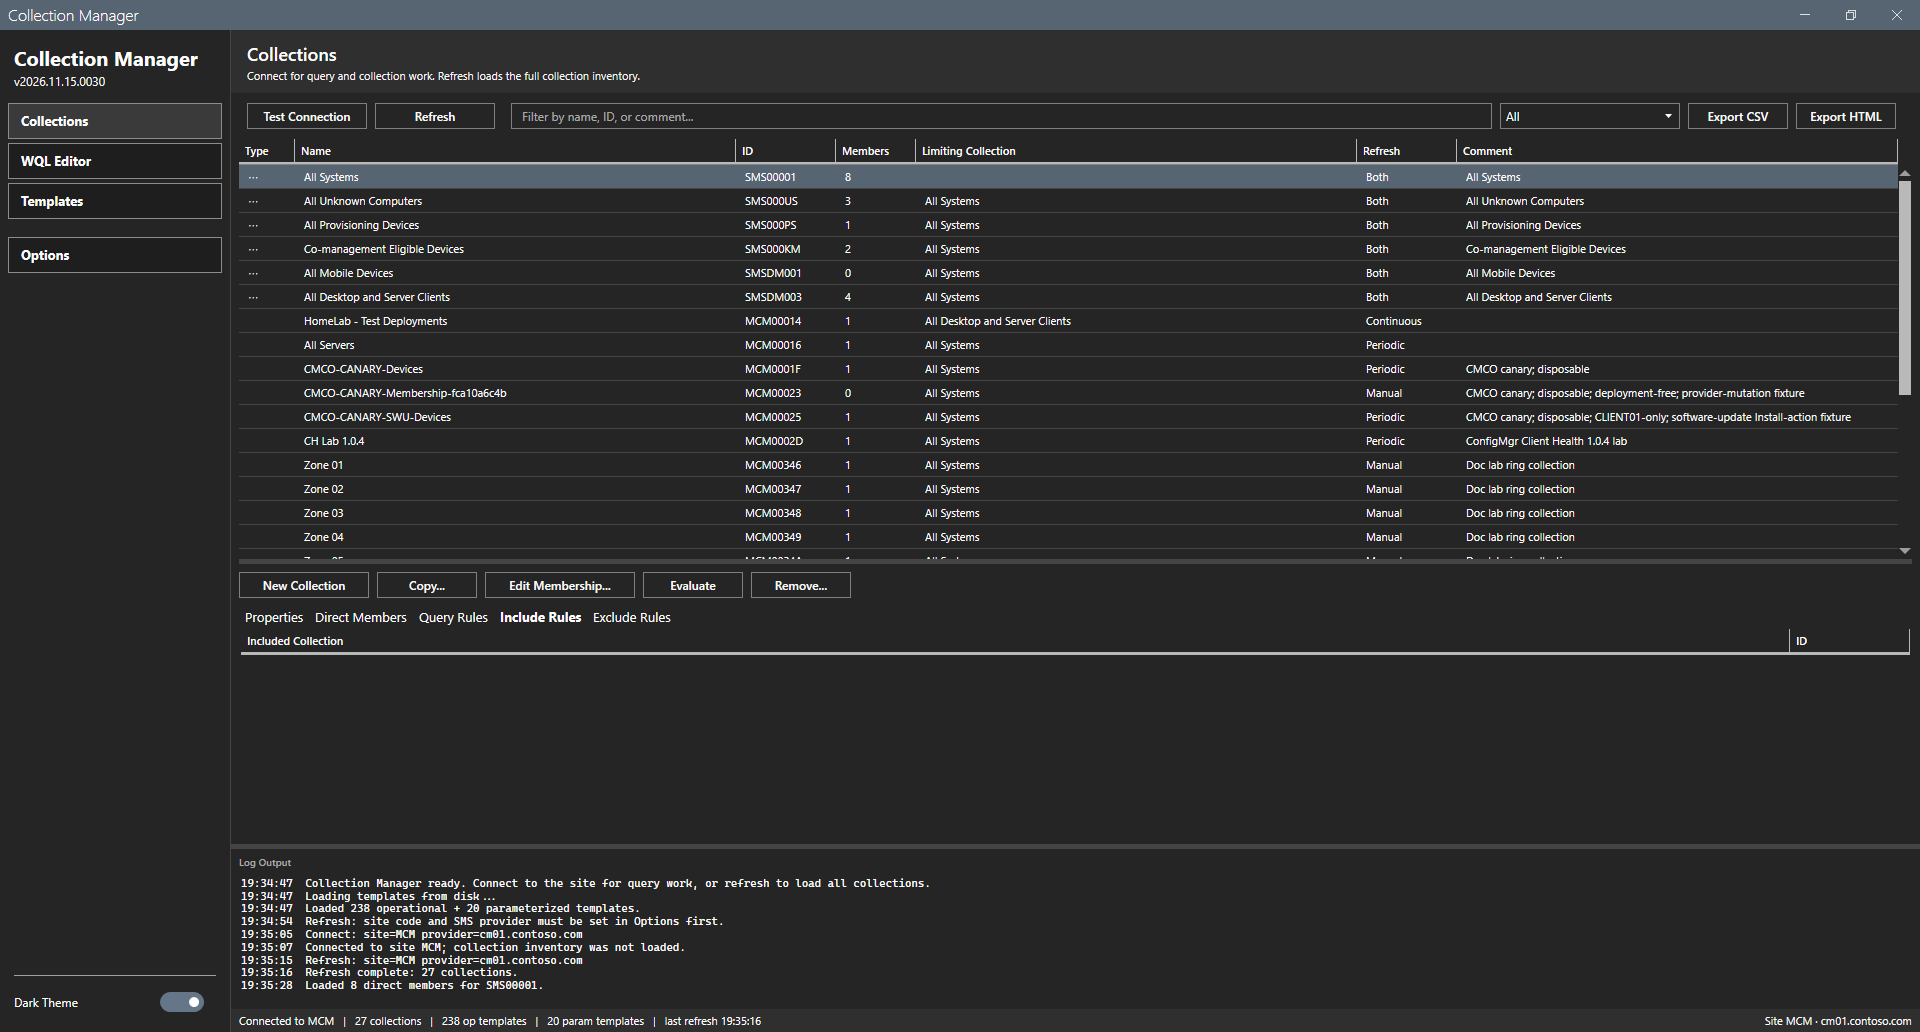 Collection Manager
Collection Manager
v2026.11.15.0030
Collections
WQL Editor
Templates
Options
Dark Theme
Collections
Connect for query and collection work. Refresh loads the full collection inventory.
Test Connection Refresh Filter by name, ID, or comment... All Export CSV Export HTML
Type Name ID Members Limiting Collection Refresh Comment
... All Systems SMS00001 8 Both All Systems
... All Unknown Computers SMS000US 3 All Systems Both All Unknown Computers
... All Provisioning Devices SMS000PS 1 All Systems Both All Provisioning Devices
... Co-management Eligible Devices SMS000KM 2 All Systems Both Co-management Eligible Devices
... All Mobile Devices SMSDM001 0 All Systems Both All Mobile Devices
... All Desktop and Server Clients SMSDM003 4 All Systems Both All Desktop and Server Clients
HomeLab - Test Deployments MCM00014 1 All Desktop and Server Clients Continuous
All Servers MCM00016 1 All Systems Periodic
CMCO-CANARY-Devices MCM0001F 1 All Systems Periodic CMCO canary; disposable
CMCO-CANARY-Membership-fca10a6c4b MCM00023 0 All Systems Manual CMCO canary; disposable; deployment-free; provider-mutation fixture
CMCO-CANARY-SWU-Devices MCM00025 1 All Systems Periodic CMCO canary; disposable; CLIENT01-only; software-update Install-action fixture
CH Lab 1.0.4 MCM0002D 1 All Systems Periodic ConfigMgr Client Health 1.0.4 lab
Zone 01 MCM00346 1 All Systems Manual Doc lab ring collection
Zone 02 MCM00347 1 All Systems Manual Doc lab ring collection
Zone 03 MCM00348 1 All Systems Manual Doc lab ring collection
Zone 04 MCM00349 1 All Systems Manual Doc lab ring collection
New Collection Copy... Edit Membership... Evaluate Remove...
Properties Direct Members Query Rules Include Rules Exclude Rules
Included Collection ID
Log Output
19:34:47 Collection Manager ready. Connect to the site for query work, or refresh to load all collections.
19:34:47 Loading templates from disk...
19:34:47 Loaded 238 operational + 20 parameterized templates.
19:34:54 Refresh: site code and SMS provider must be set in Options first.
19:35:05 Connect: site=MCM provider=cm01.contoso.com
19:35:07 Connected to site MCM; collection inventory was not loaded.
19:35:15 Refresh: site=MCM provider=cm01.contoso.com
19:35:16 Refresh complete: 27 collections.
19:35:28 Loaded 8 direct members for SMS00001.
Connected to MCM | 27 collections | 238 op templates | 20 param templates | last refresh 19:35:16 Site MCM · cm01.contoso.com